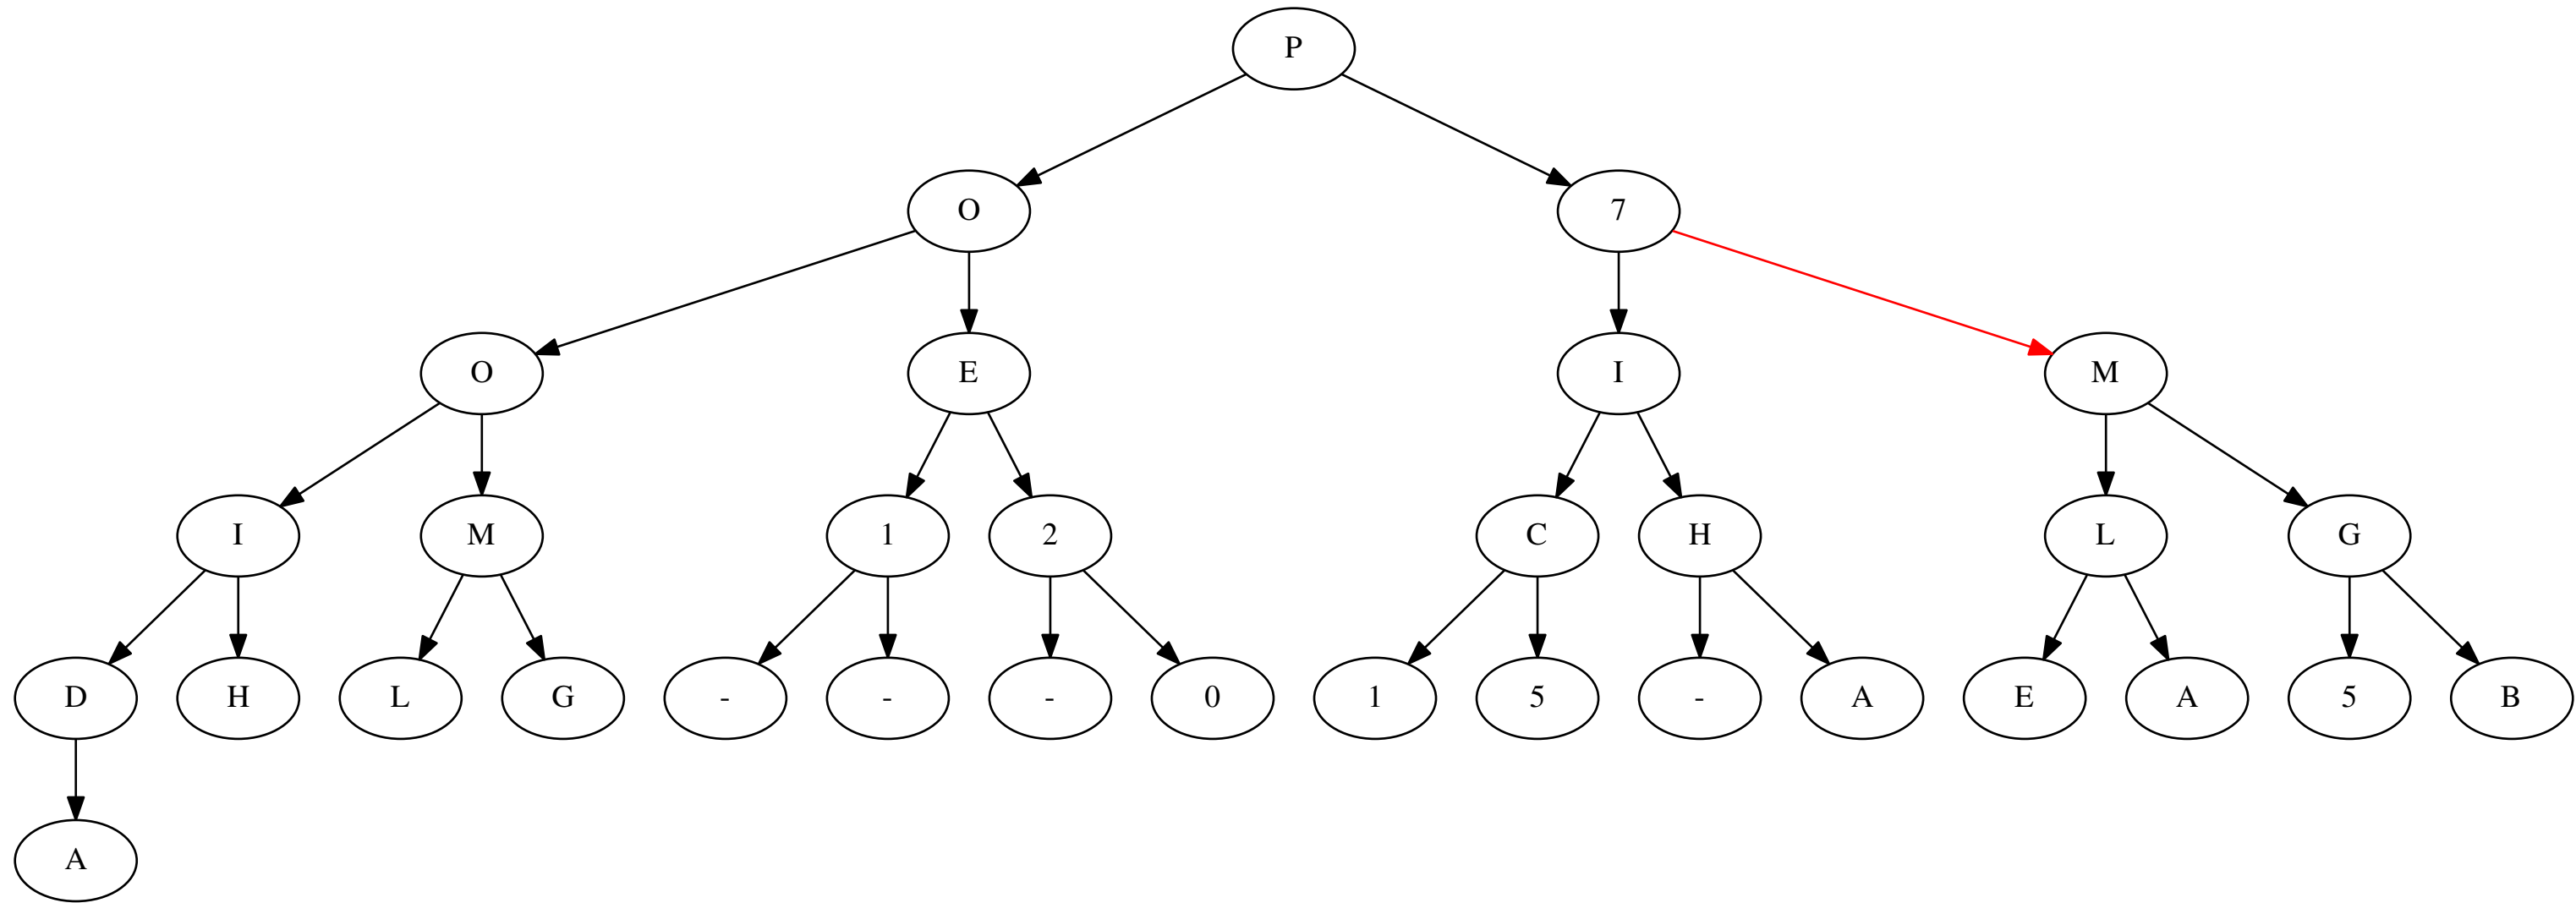 P
O 7
O E I M
I M 1 2 C H L G
D H L G - - - 0 1 5 - A E A 5 B
A